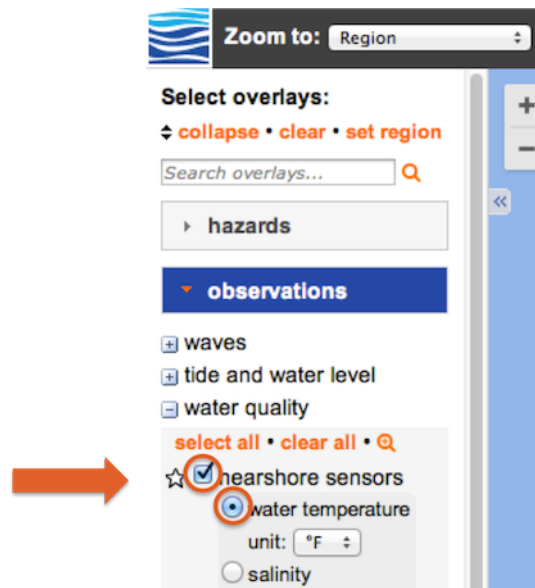 Zoom to: Region
Select overlays:
collapse • clear • set region
Search overlays...
hazards
observations
waves
tide and water level
water quality
select all • clear all •
nearshore sensors
water temperature
unit: °F
salinity